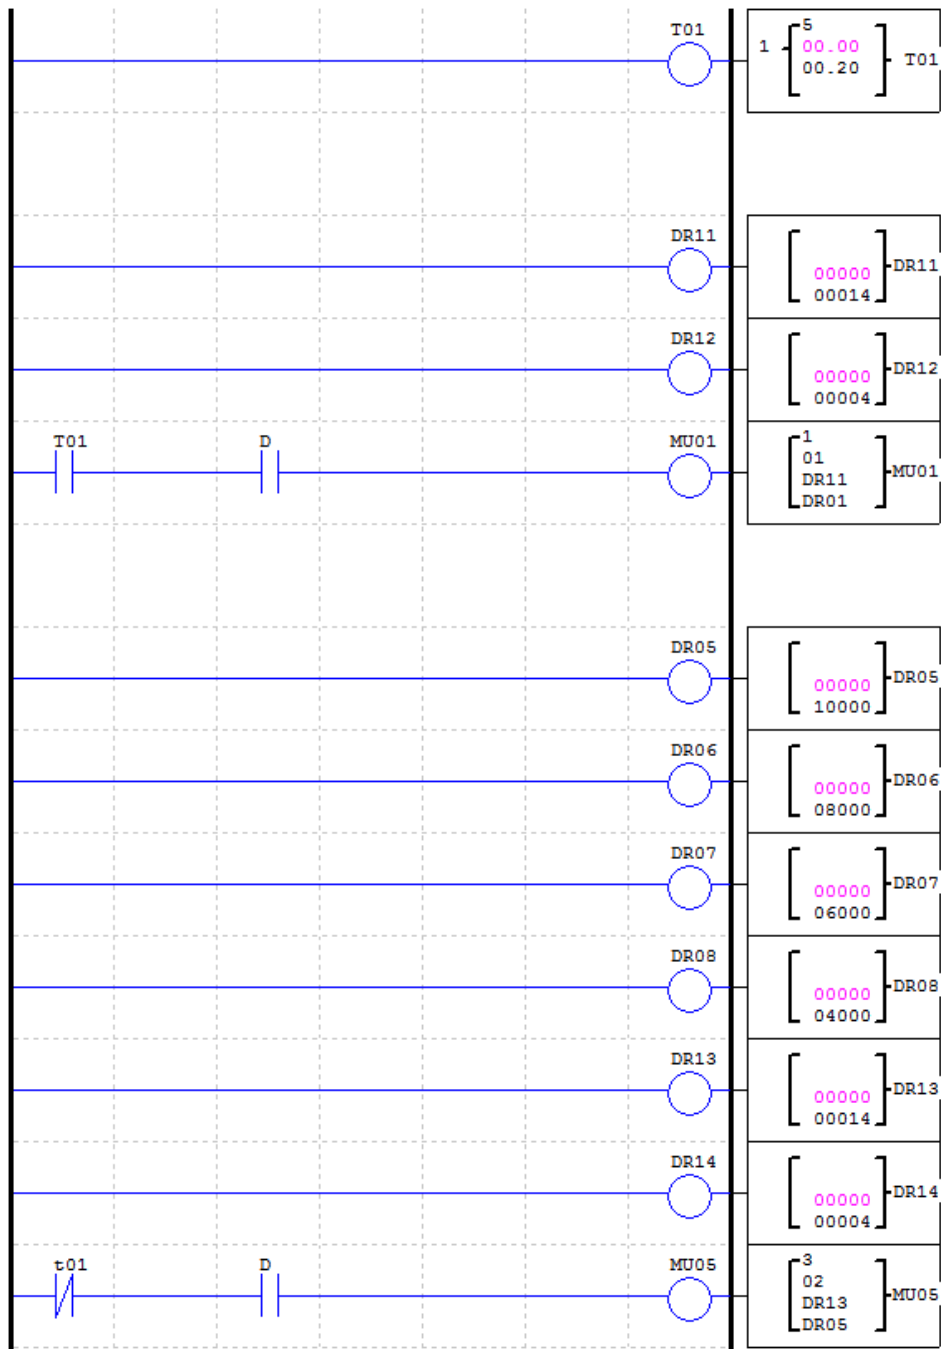 T01
5
1
00.00
00.20
T01
DR11
00000
00014
DR11
DR12
00000
00004
DR12
T01 D MU01
1
01
DR11
DR01
MU01
DR05
00000
10000
DR05
DR06
00000
08000
DR06
DR07
00000
06000
DR07
DR08
00000
04000
DR08
DR13
00000
00014
DR13
DR14
00000
00004
DR14
t01 D MU05
3
02
DR13
DR05
MU05